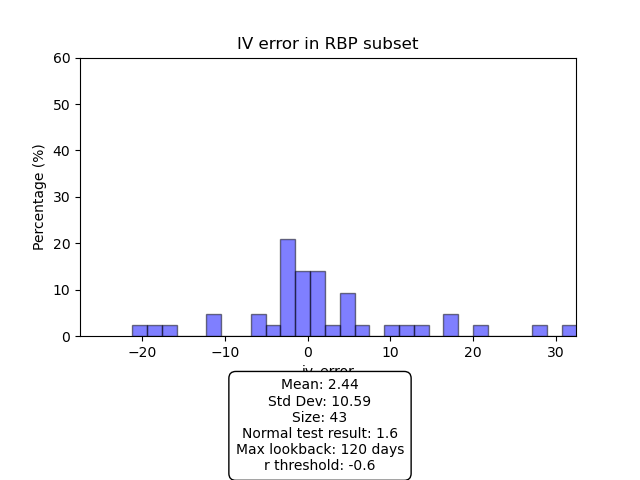 IV error in RBP subset
60
50
40
30
20
10
0
Percentage (%)
−20
−10
0
10
20
30
iv_error
Mean: 2.44
Std Dev: 10.59
Size: 43
Normal test result: 1.6
Max lookback: 120 days
r threshold: -0.6